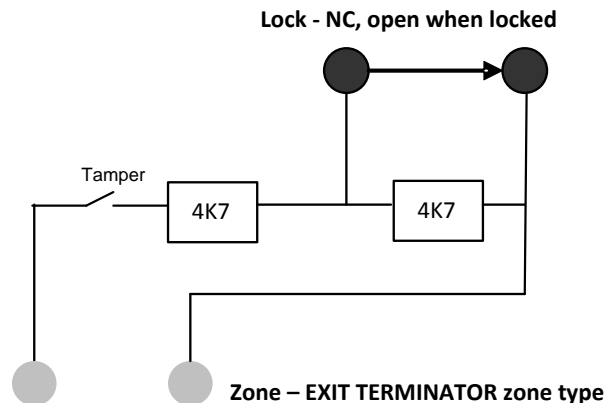 Lock - NC, open when locked
Tamper
4K7
4K7
Zone – EXIT TERMINATOR zone type